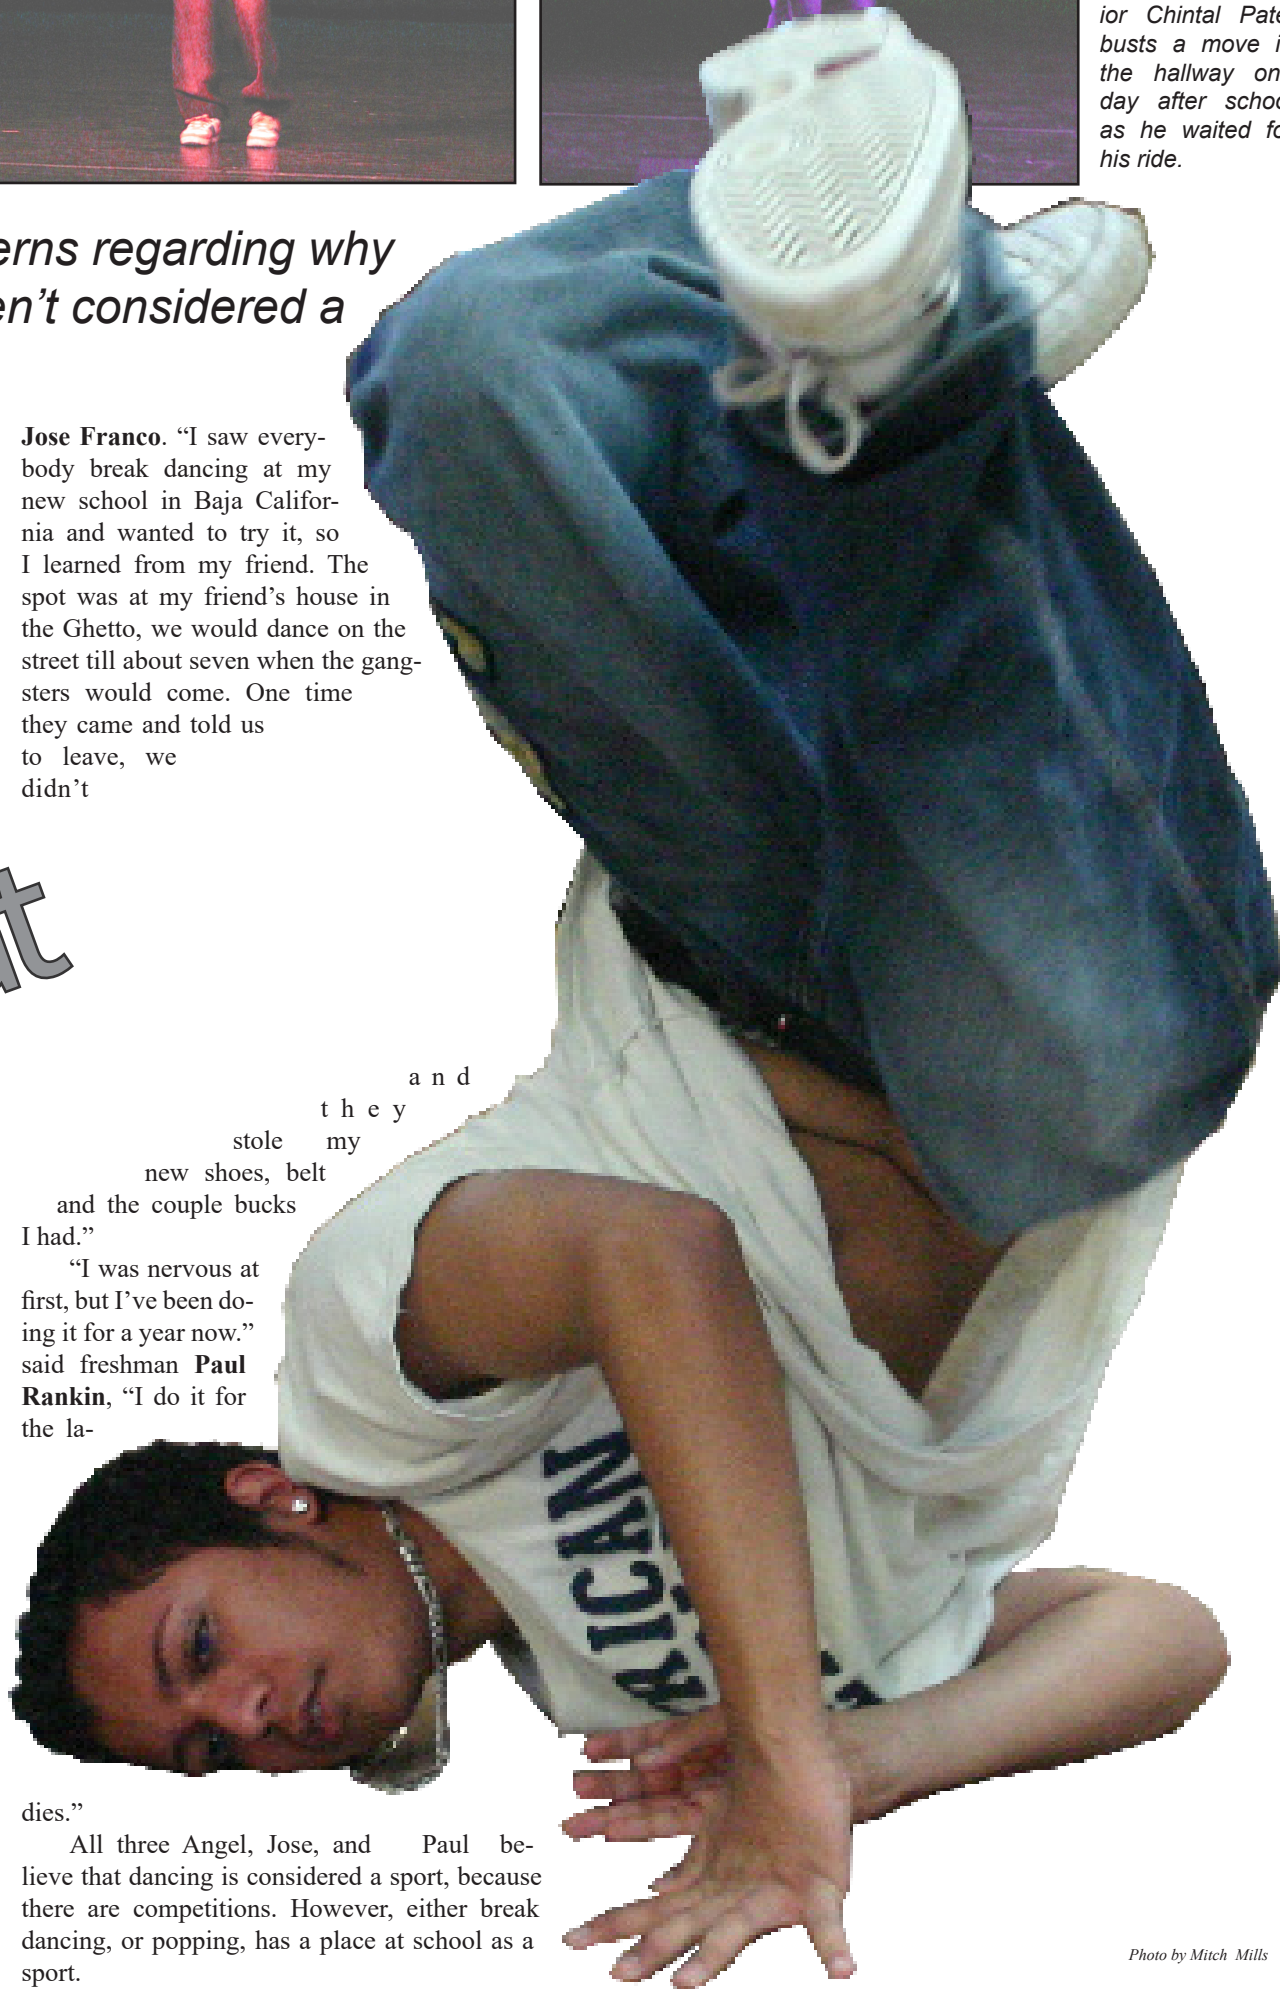 ior Chintal Pate
busts a move i
the hallway on
day after schoo
as he waited fo
his ride.
erns regarding why
en’t considered a
Jose Franco. “I saw every-
body break dancing at my
new school in Baja Califor-
nia and wanted to try it, so
I learned from my friend. The
spot was at my friend’s house in
the Ghetto, we would dance on the
street till about seven when the gang-
sters would come. One time
they came and told us
to leave, we
didn’t
and
they
stole my
new shoes, belt
and the couple bucks
I had.”
“I was nervous at
first, but I’ve been do-
ing it for a year now.”
said freshman Paul
Rankin, “I do it for
the la-
RICAN
dies.”
All three Angel, Jose, and Paul be-
lieve that dancing is considered a sport, because
there are competitions. However, either break
dancing, or popping, has a place at school as a
sport.
Photo by Mitch Mills